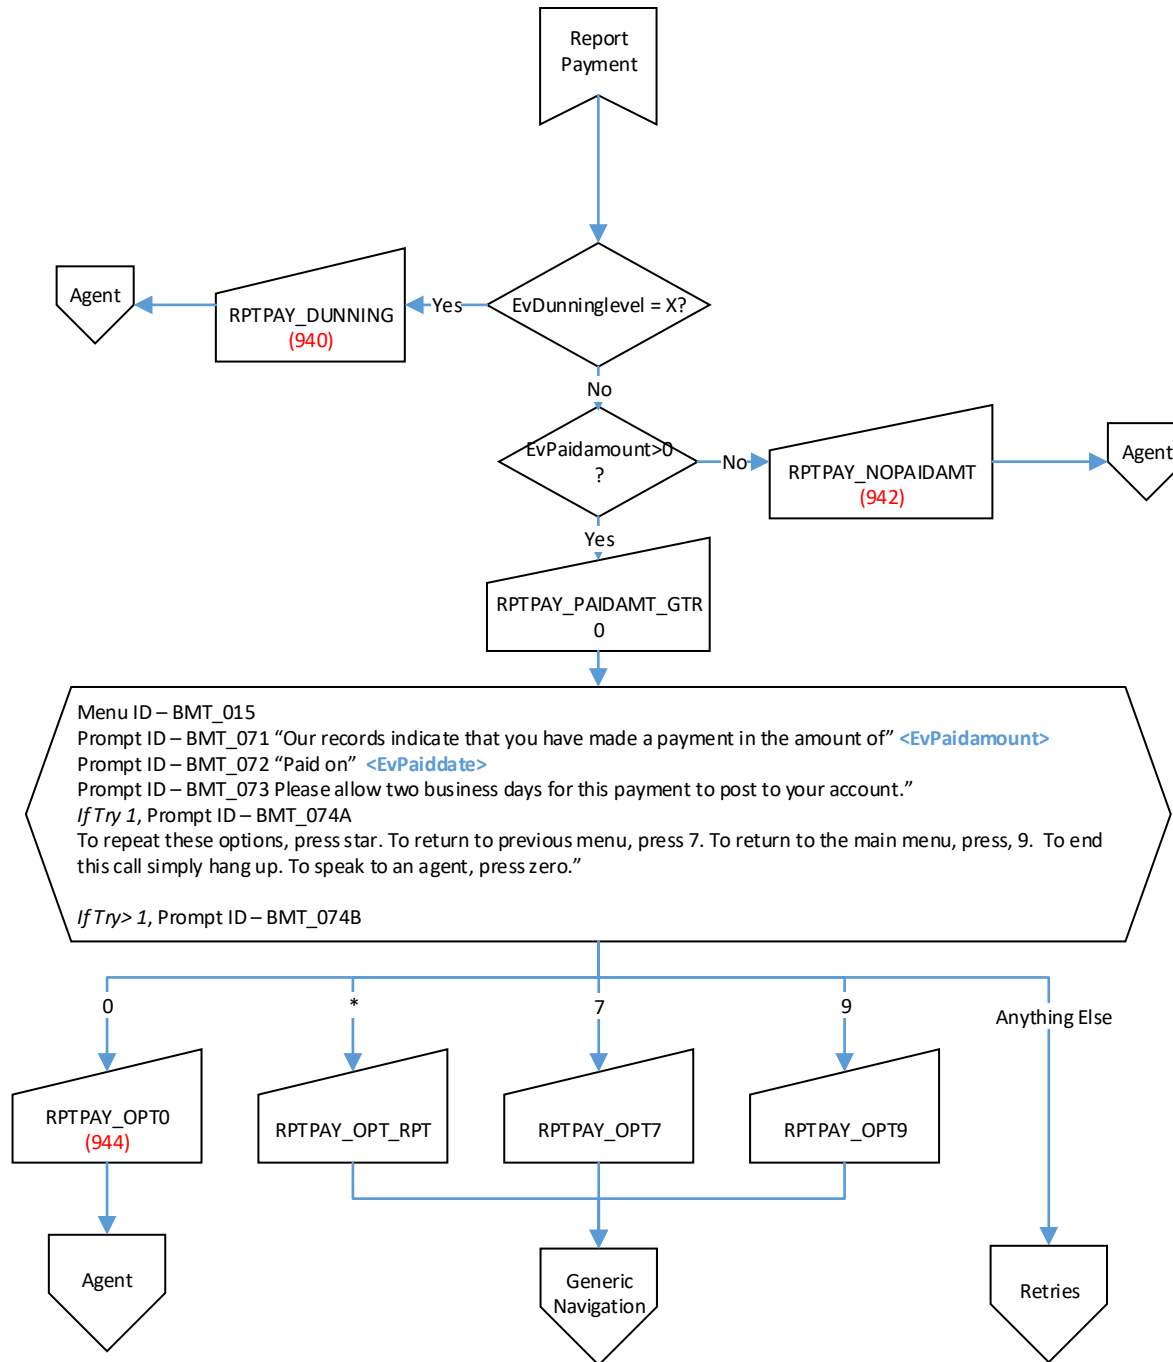 Report
Payment
EvDunninglevel = X?
Yes
RPTPAY_DUNNING
(940)
Agent
No
EvPaidamount>0
?
No
RPTPAY_NOPAIDAMT
(942)
Agent
Yes
RPTPAY_PAIDAMT_GTR
0
Menu ID – BMT_015
Prompt ID – BMT_071 “Our records indicate that you have made a payment in the amount of” <EvPaidamount>
Prompt ID – BMT_072 “Paid on” <EvPaiddate>
Prompt ID – BMT_073 Please allow two business days for this payment to post to your account.”
If Try 1, Prompt ID – BMT_074A
To repeat these options, press star. To return to previous menu, press 7. To return to the main menu, press, 9. To end
this call simply hang up. To speak to an agent, press zero.”
If Try> 1, Prompt ID – BMT_074B
0
*
7
9
Anything Else
RPTPAY_OPT0
(944)
RPTPAY_OPT_RPT
RPTPAY_OPT7
RPTPAY_OPT9
Agent
Generic
Navigation
Retries